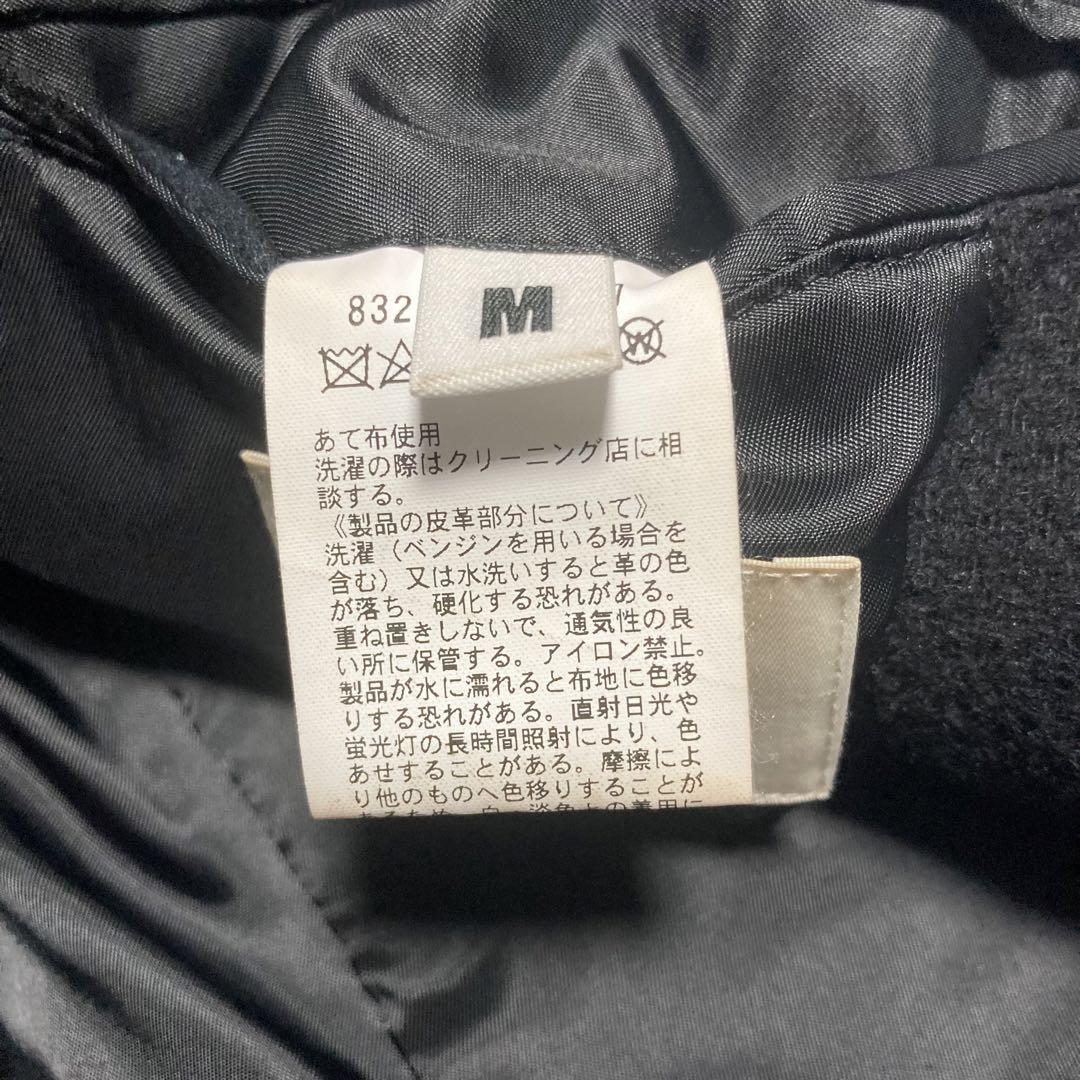 M
832
W
あて布使用
洗濯の際はクリーニング店に相
談する。
《製品の皮革部分について》
洗濯（ベンジンを用いる場合を
含む）又は水洗いすると革の色
が落ち、硬化する恐れがある。
重ね置きしないで、通気性の良
い所に保管する。アイロン禁止。
製品が水に濡れると布地に色移
りする恐れがある。直射日光や
蛍光灯の長時間照射により、色
あせすることがある。摩擦によ
り他のものへ色移りすることが